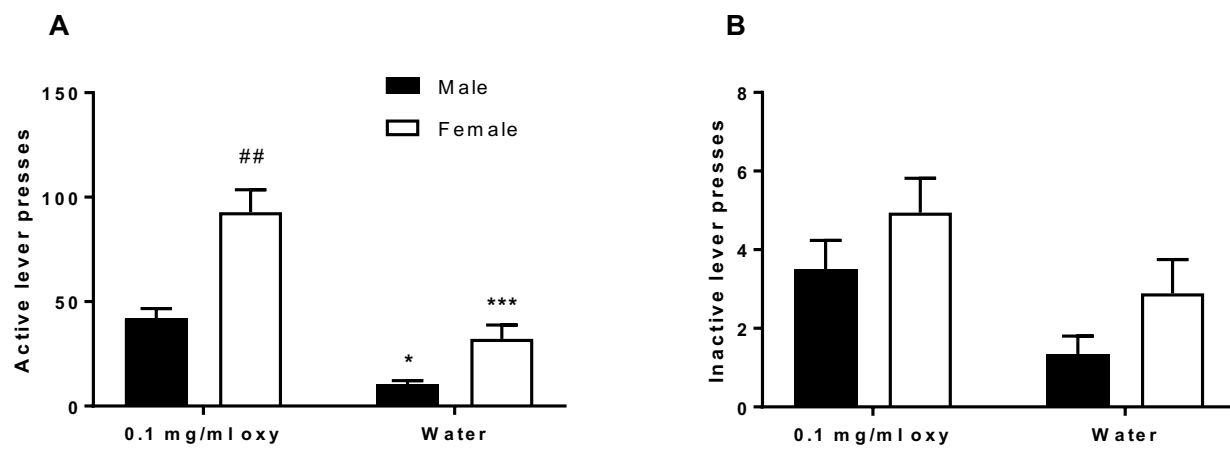 A
Active lever presses
150
100
50
0
Male
Female
##
*
***
0.1 mg/ml oxy
Water
B
Inactive lever presses
8
6
4
2
0
0.1 mg/ml oxy
Water